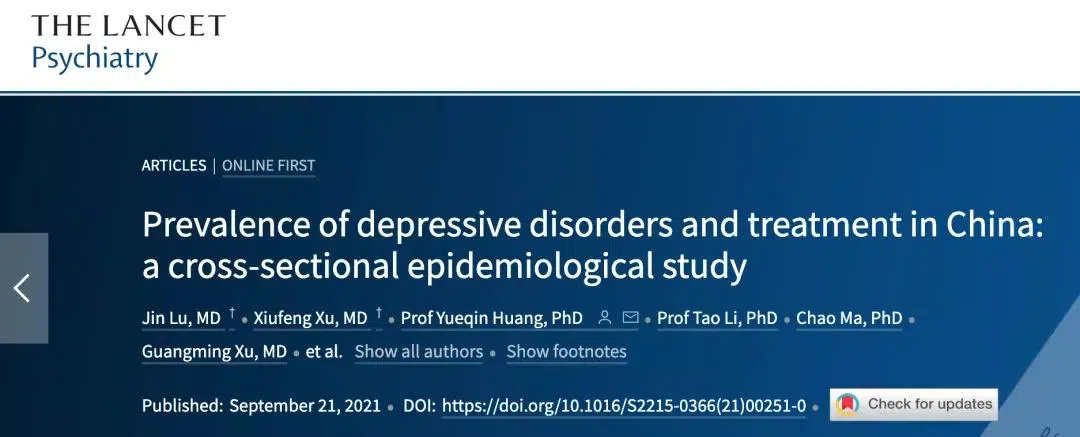 THE LANCET
Psychiatry
ARTICLES | ONLINE FIRST
Prevalence of depressive disorders and treatment in China:
a cross-sectional epidemiological study
Jin Lu, MD † • Xiufeng Xu, MD † • Prof Yueqin Huang, PhD • Prof Tao Li, PhD • Chao Ma, PhD •
Guangming Xu, MD • et al. Show all authors • Show footnotes
Published: September 21, 2021 • DOI: https://doi.org/10.1016/S2215-0366(21)00251-0 • Check for updates